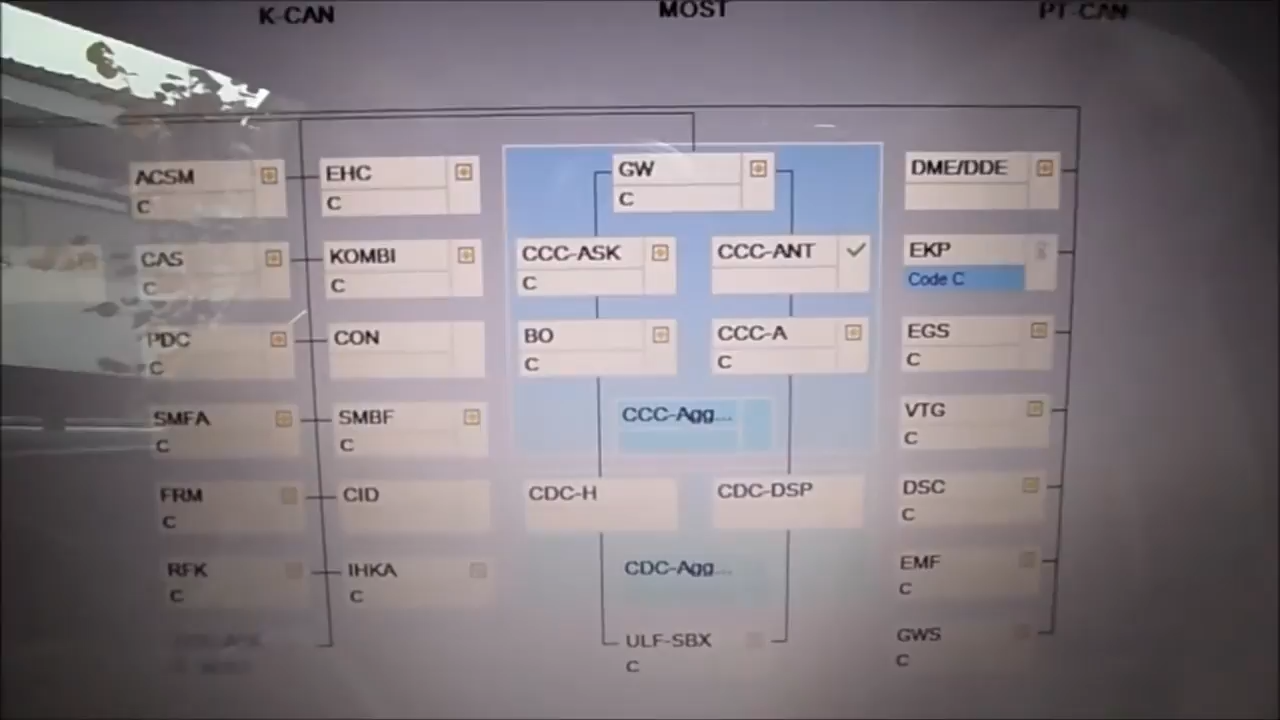 K-CAN
MOST
PT-CAN
ACSM
C
EHC
C
GW
C
DME/DDE
CAS
C
KOMBI
C
CCC-ASK
C
CCC-ANT
EKP
Code C
PDC
C
CON
BO
C
CCC-A
C
EGS
C
SMFA
C
SMBF
C
CCC-Agg...
VTG
C
FRM
C
CID
CDC-H
CDC-DSP
DSC
C
RFK
C
IHKA
C
CDC-Agg...
EMF
C
ULF-SBX
C
GWS
C